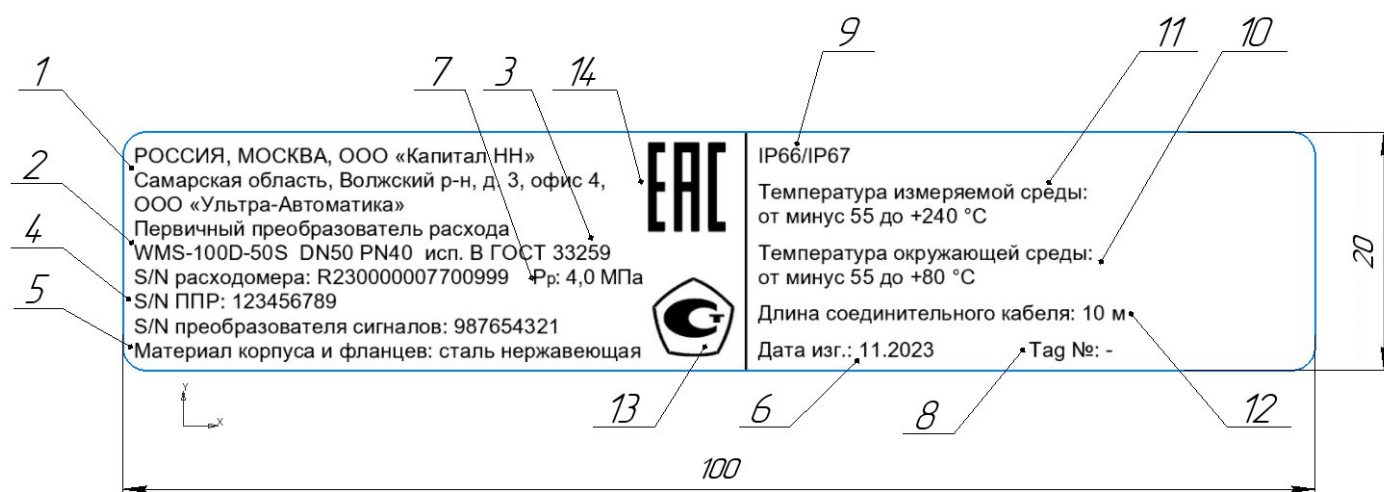 9
11
10
1
7
3
14
РОССИЯ, МОСКВА, ООО «Капитал НН»
Самарская область, Волжский р-н, д. 3, офис 4,
ООО «Ультра-Автоматика»
Первичный преобразователь расхода
WMS-100D-50S DN50 PN40 исп. В ГОСТ 33259
S/N расходомера: R230000007700999 Рр: 4,0 МПа
S/N ППР: 123456789
S/N преобразователя сигналов: 987654321
Материал корпуса и фланцев: сталь нержавеющая
2
4
5
EAC
IP66/IP67
Температура измеряемой среды:
от минус 55 до +240 °C
Температура окружающей среды:
от минус 55 до +80 °C
Длина соединительного кабеля: 10 м
Дата изг.: 11.2023 Tag №: -
20
Y
X
13
6
8
12
100